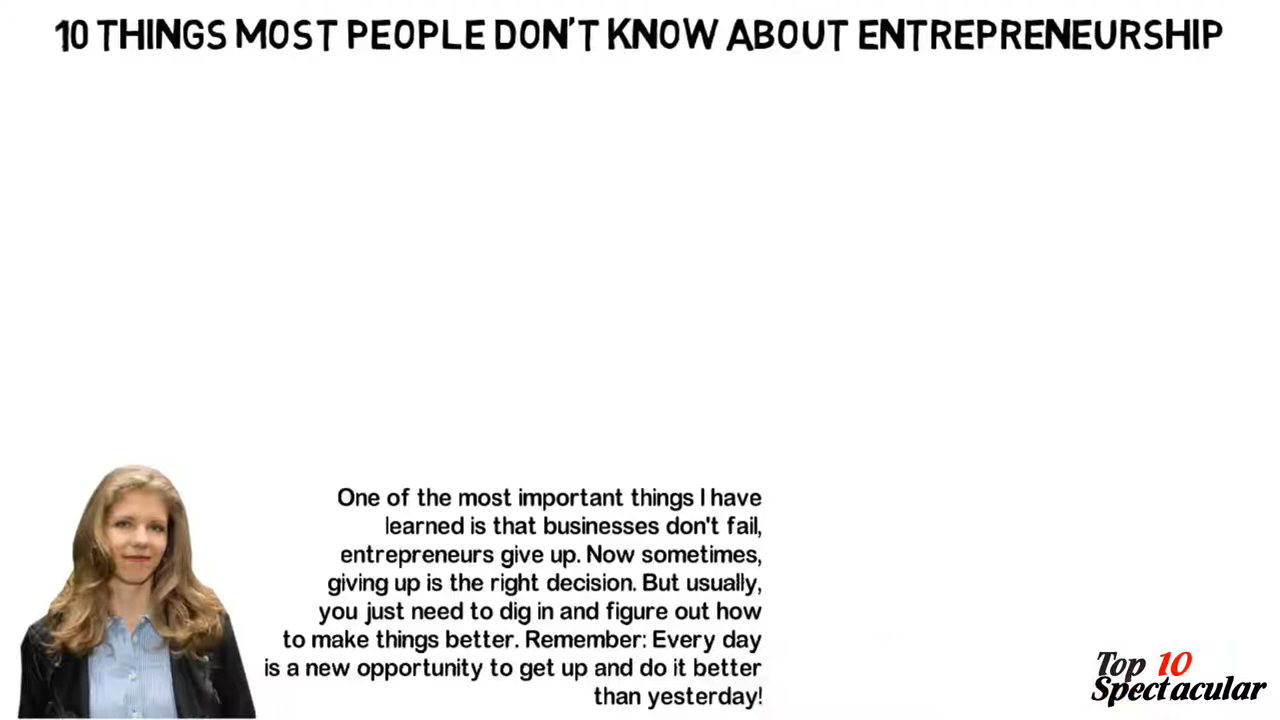 10 THINGS MOST PEOPLE DON'T KNOW ABOUT ENTREPRENEURSHIP
One of the most important things I have
learned is that businesses don't fail,
entrepreneurs give up. Now sometimes,
giving up is the right decision. But usually,
you just need to dig in and figure out how
to make things better. Remember: Every day
is a new opportunity to get up and do it better
than yesterday!
Top 10
Spectacular